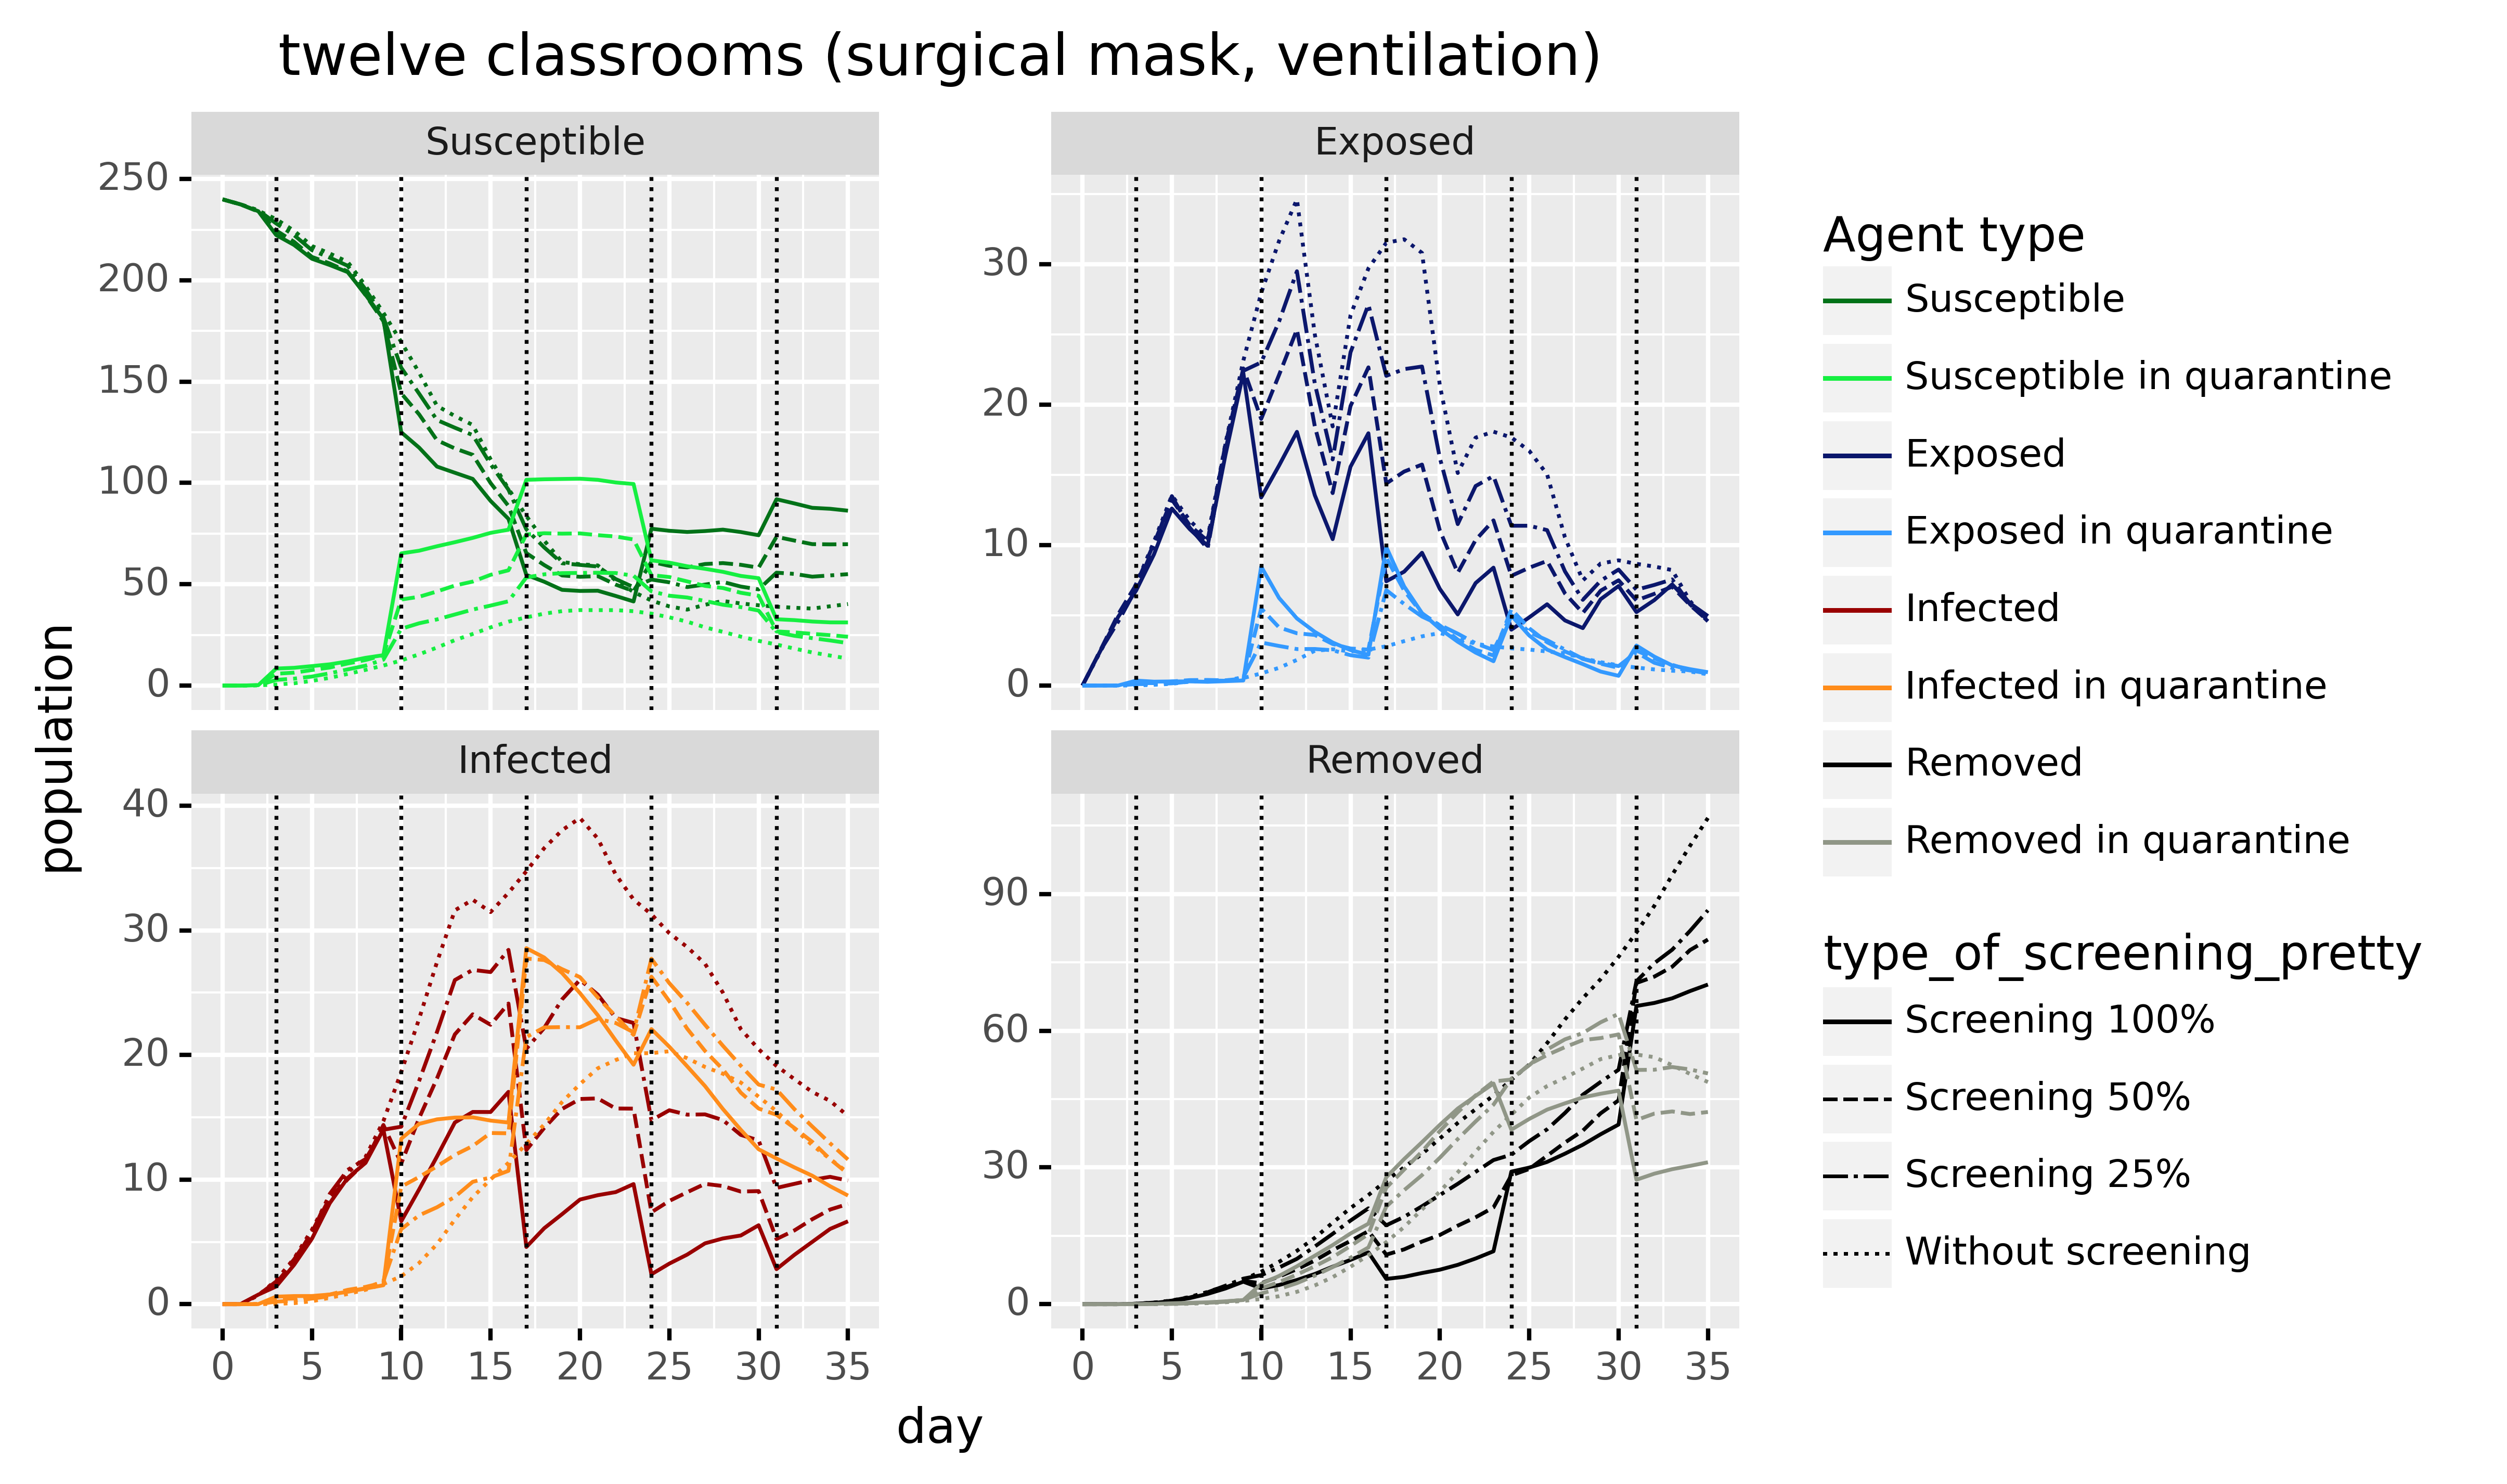 twelve classrooms (surgical mask, ventilation)
Susceptible
Exposed
250
200
150
100
50
0
30
20
10
0
population
Infected
Removed
40
30
20
10
0
90
60
30
0
0 5 10 15 20 25 30 35
0 5 10 15 20 25 30 35
day
Agent type
Susceptible
Susceptible in quarantine
Exposed
Exposed in quarantine
Infected
Infected in quarantine
Removed
Removed in quarantine
type_of_screening_pretty
Screening 100%
Screening 50%
Screening 25%
Without screening